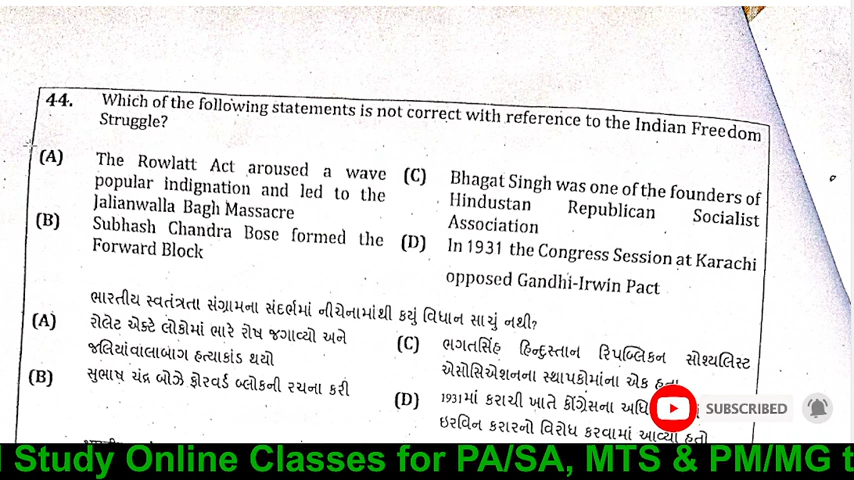 44. Which of the following statements is not correct with reference to the Indian Freedom
Struggle?
(A) The Rowlatt Act aroused a wave
popular indignation and led to the
Jalianwalla Bagh Massacre
(B) Subhash Chandra Bose formed the
Forward Block
(C) Bhagat Singh was one of the founders of
Hindustan Republican Socialist
Association
(D) In 1931 the Congress Session at Karachi
opposed Gandhi-Irwin Pact
ભારતીય સ્વતંત્રતા સંગ્રામના સંદર્ભમાં નીચેનામાંથી કયું વિધાન સાચું નથી?
(A) રોલેટ એક્ટે લોકોમાં ભારે રોષ જગાવ્યો અને
જલિયાંવાલાબાગ હત્યાકાંડ થયો
(B) સુભાષ ચંદ્ર બોઝે ફોરવર્ડ બ્લોકની રચના કરી
(C) ભગતસિંહ હિન્દુસ્તાન રિપબ્લિકન સોશ્યલિસ્ટ
એસોસિએશનના સ્થાપકોમાંના એક હતા
(D) 1931માં કરાચી ખાતે કોંગ્રેસના
ઇરવિન કરારનો વિરોધ કરવામાં આવ્યો હતો
SUBSCRIBED
Study Online Classes for PA/SA, MTS & PM/MG